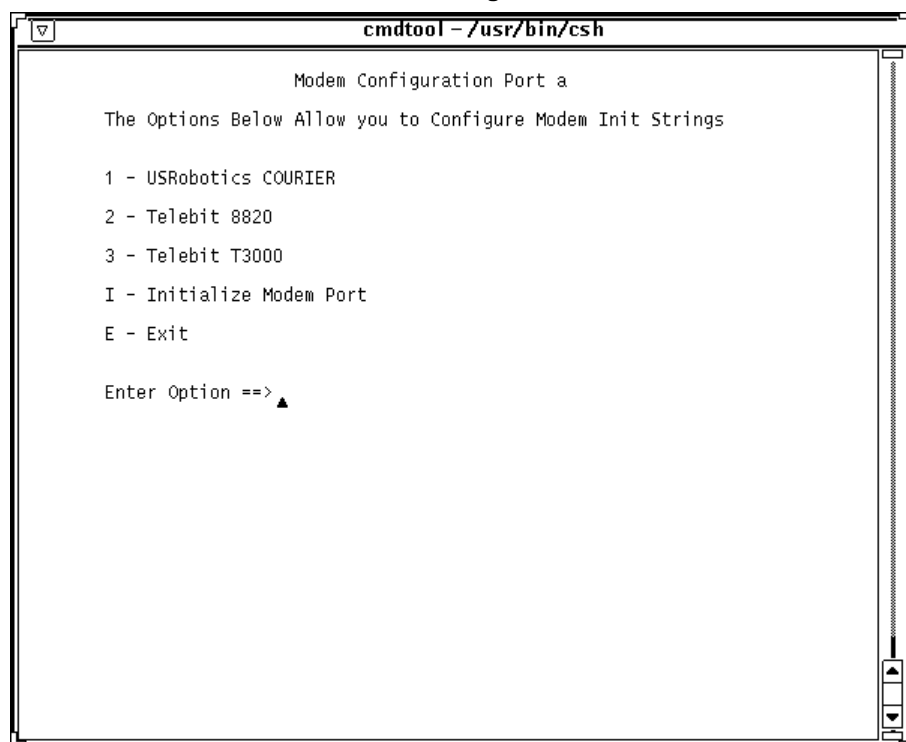 cmdtool – /usr/bin/csh
Modem Configuration Port a
The Options Below Allow you to Configure Modem Init Strings
1 - USRobotics COURIER
2 - Telebit 8820
3 - Telebit T3000
I - Initialize Modem Port
E - Exit
Enter Option ==>